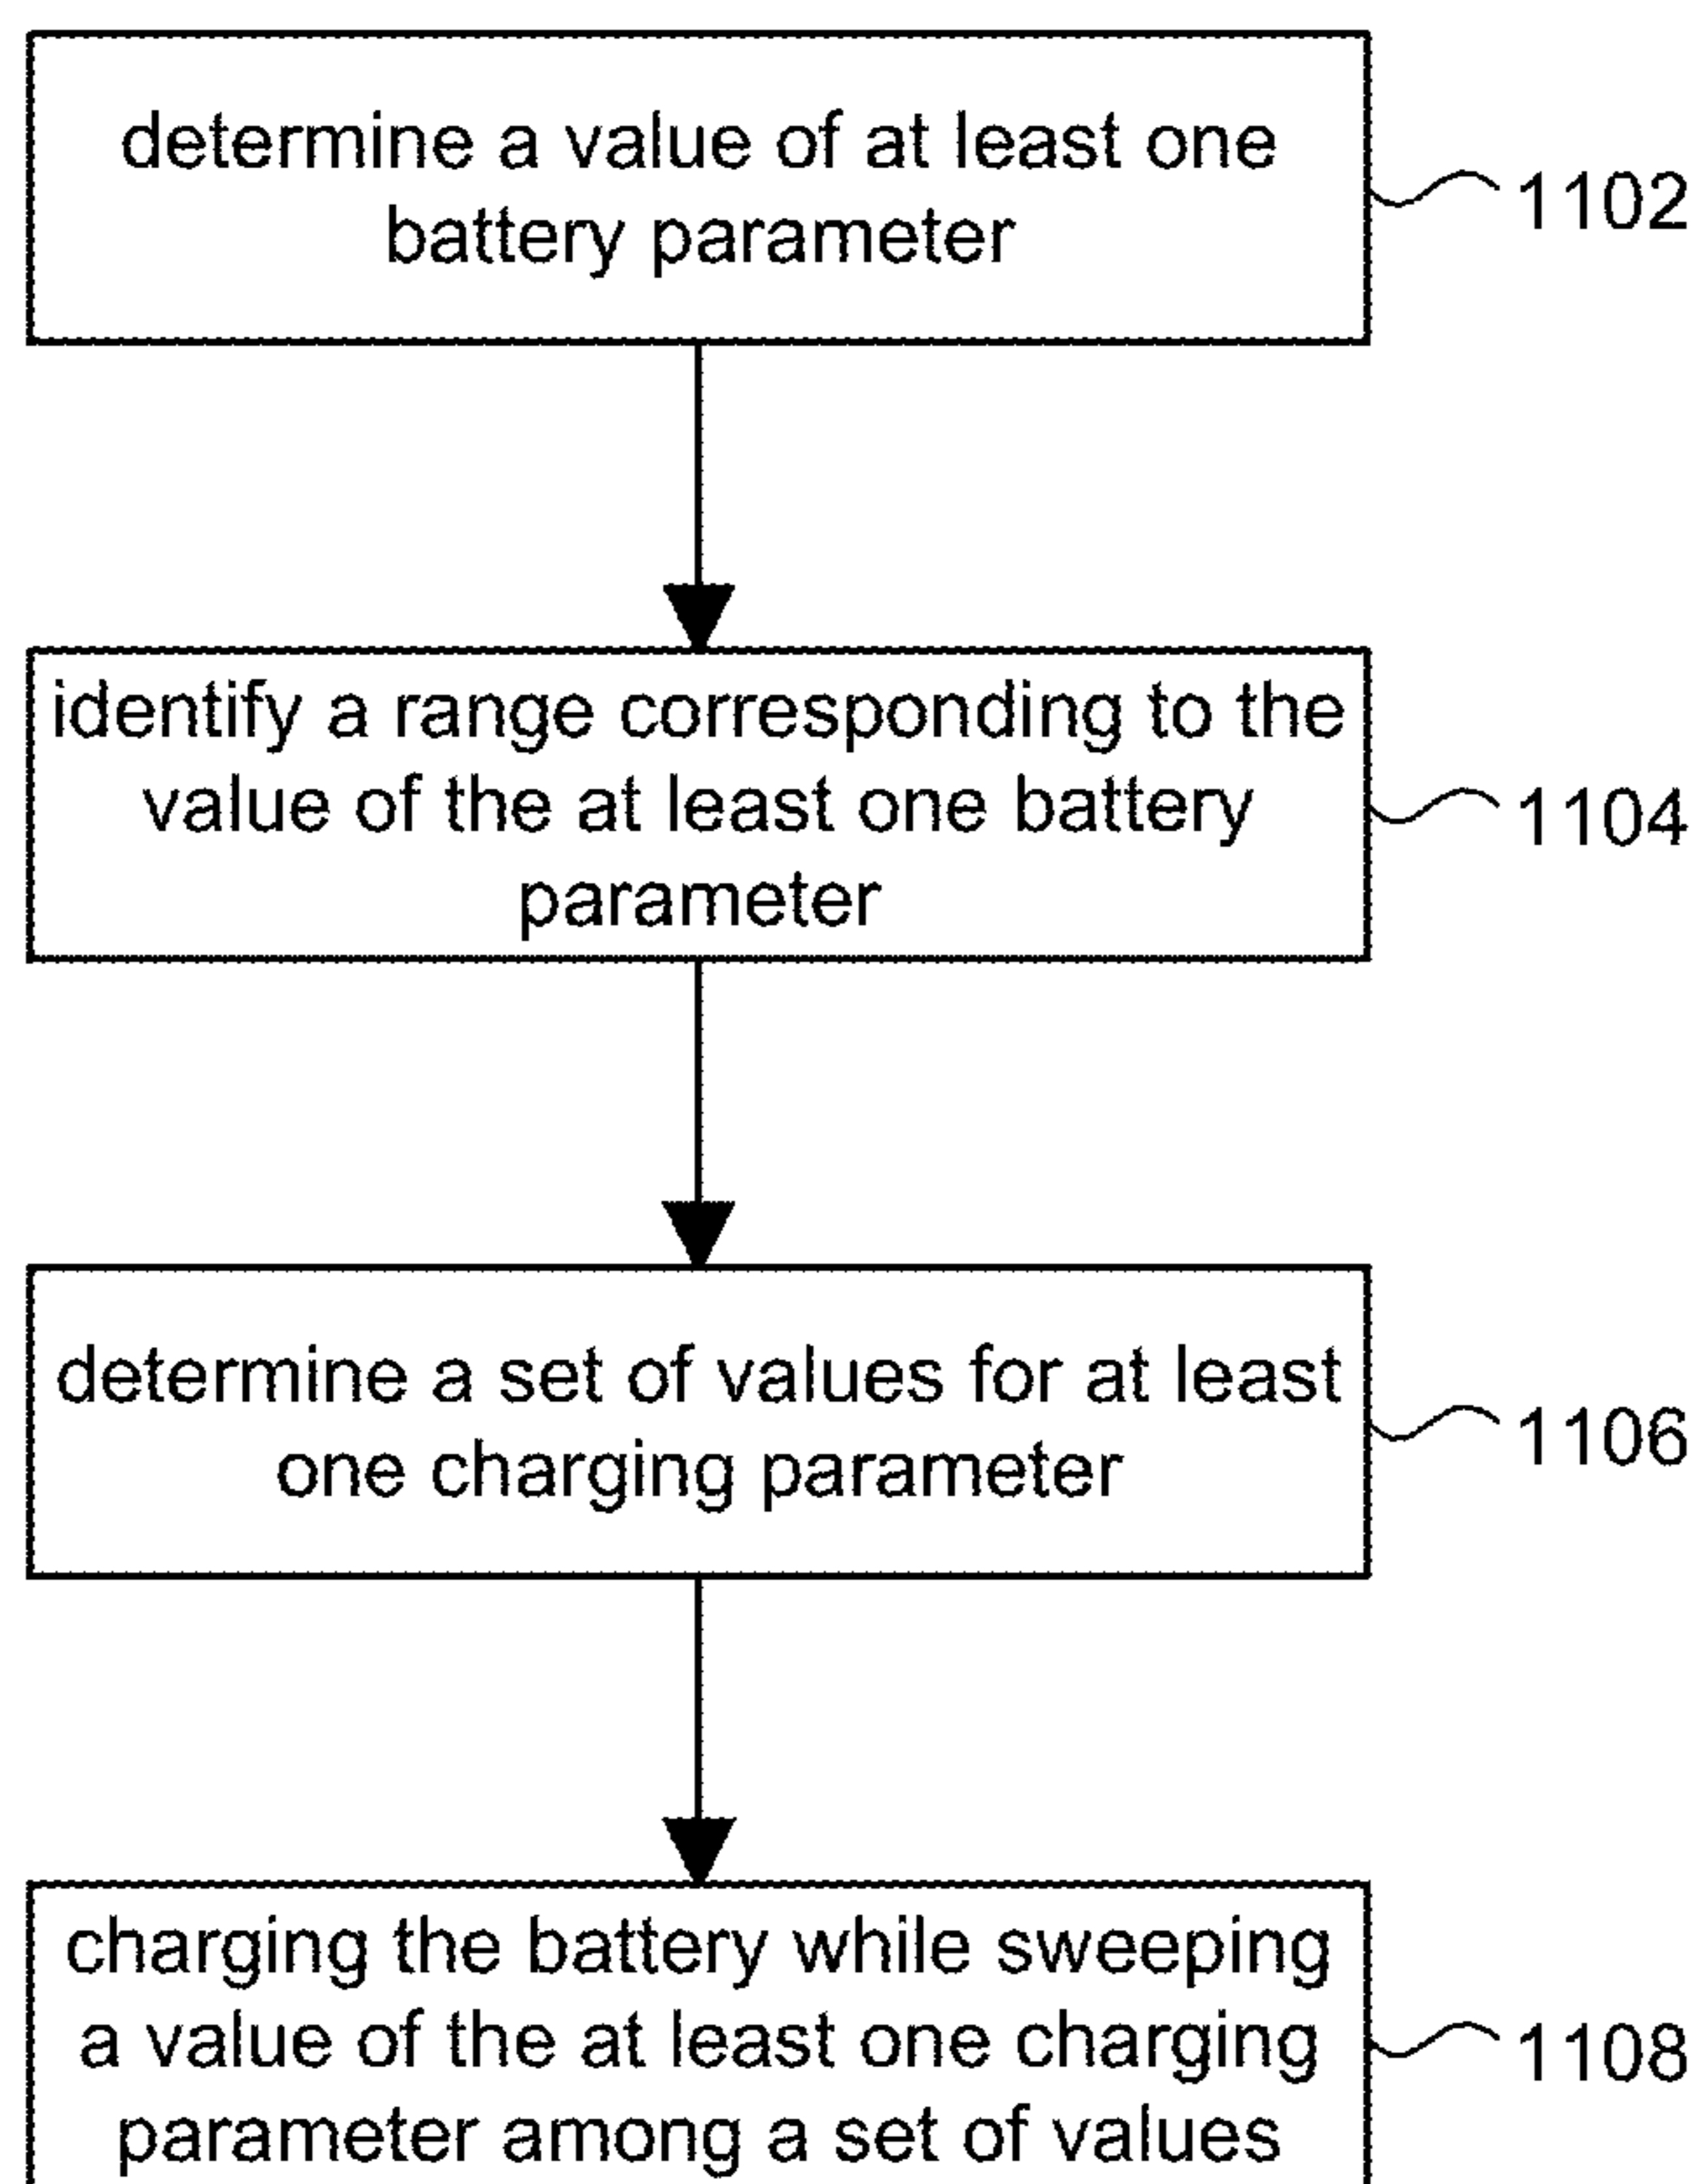 determine a value of at least one
battery parameter
1102
identify a range corresponding to the
value of the at least one battery
parameter
1104
determine a set of values for at least
one charging parameter
1106
charging the battery while sweeping
a value of the at least one charging
parameter among a set of values
1108